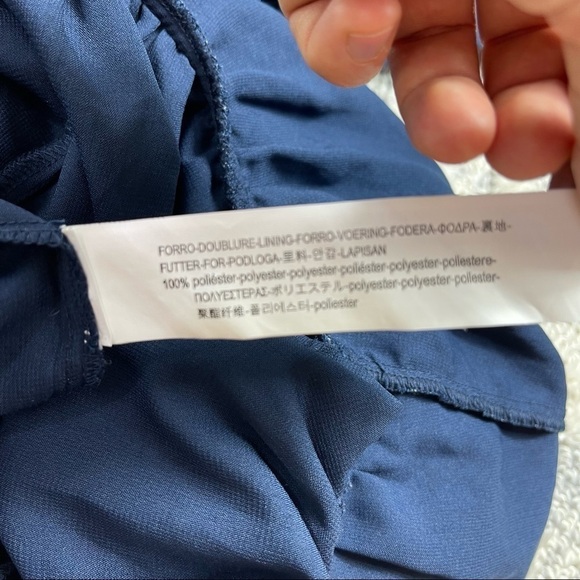 FORRO-DOUBLURE-LINING-FORRO-VOERING-FODERA-ΦΟΔΡΑ-裏地-
FUTTER-FOR-PODLOGA-里料-안감-LAPISAN
100% poliéster-polyester-polyester-poliéster-polyester-poliestere-
ΠΟΛΥΕΣΤΕΡΑΣ-ポリエステル-polyester-polyester-poliester-
聚酯纤维-폴리에스터-poliester